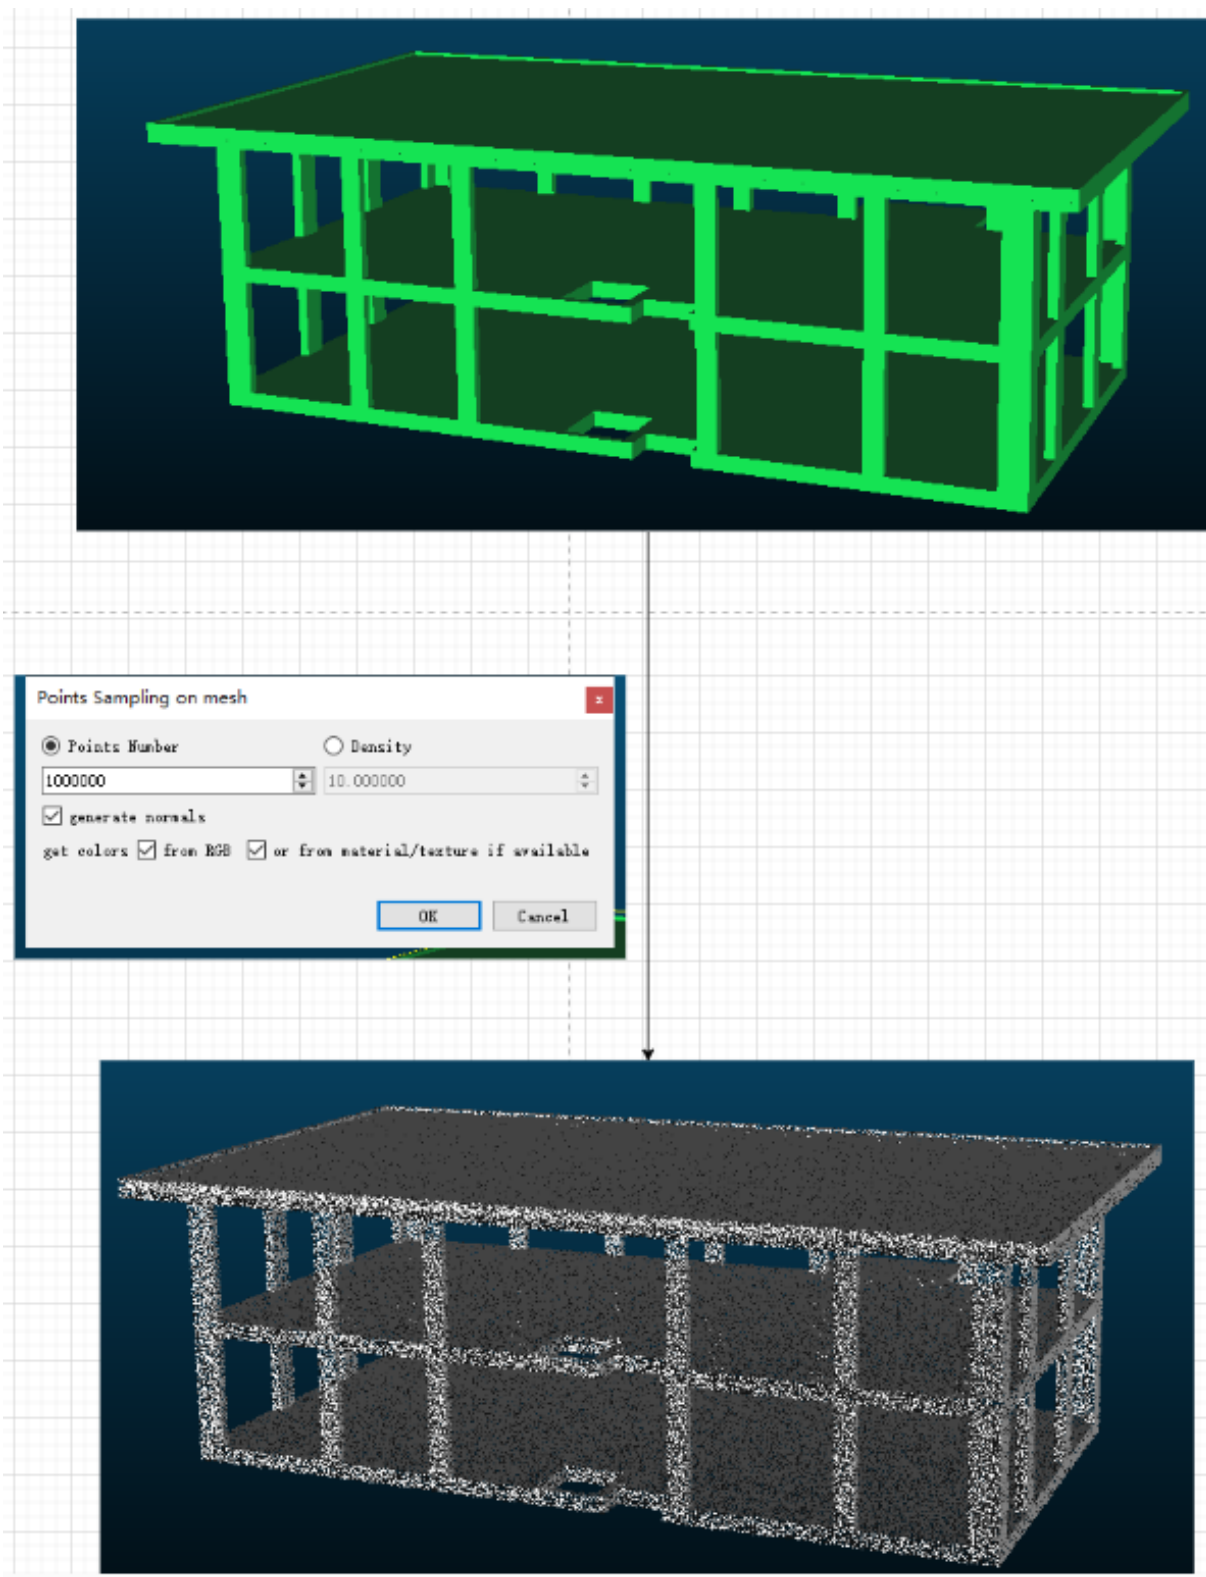 Points Sampling on mesh
Points Number Density
1000000 10.000000
generate normals
get colors from RGB or from material/texture if available
OK Cancel